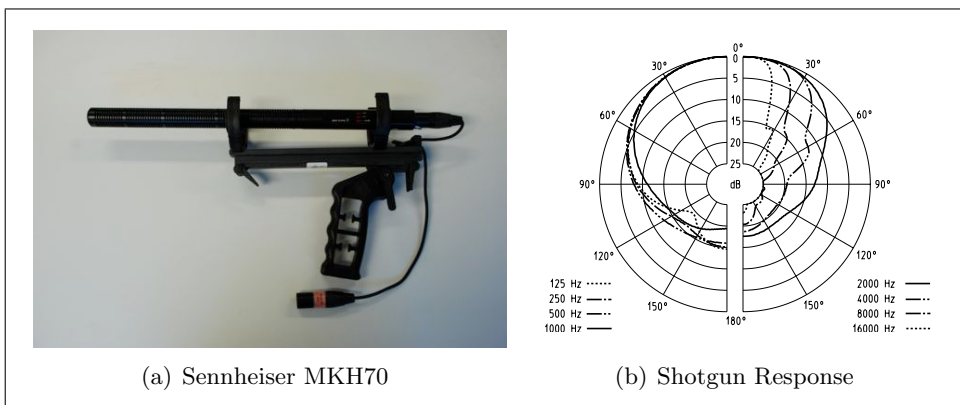 0°
0
5
10
15
20
25
dB
30°
30°
60°
60°
90°
90°
120°
120°
150°
150°
180°
125 Hz
250 Hz
500 Hz
1000 Hz
2000 Hz
4000 Hz
8000 Hz
16000 Hz
(a) Sennheiser MKH70
(b) Shotgun Response